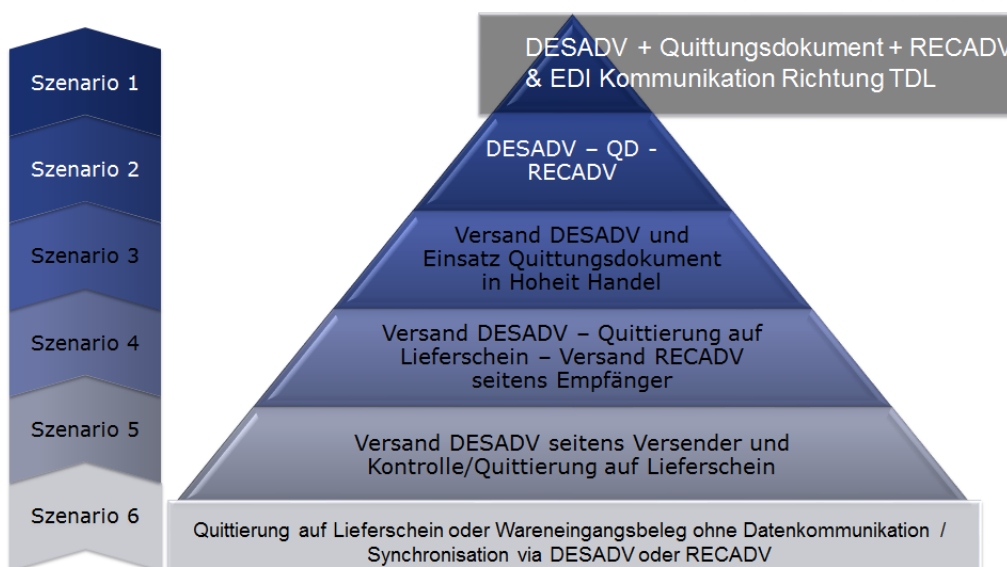 Szenario 1
DESADV + Quittungsdokument + RECADV
& EDI Kommunikation Richtung TDL
Szenario 2
DESADV – QD -
RECADV
Szenario 3
Versand DESADV und
Einsatz Quittungsdokument
in Hoheit Handel
Szenario 4
Versand DESADV – Quittierung auf
Lieferschein – Versand RECADV
seitens Empfänger
Szenario 5
Versand DESADV seitens Versender und
Kontrolle/Quittierung auf Lieferschein
Szenario 6
Quittierung auf Lieferschein oder Wareneingangsbeleg ohne Datenkommunikation /
Synchronisation via DESADV oder RECADV